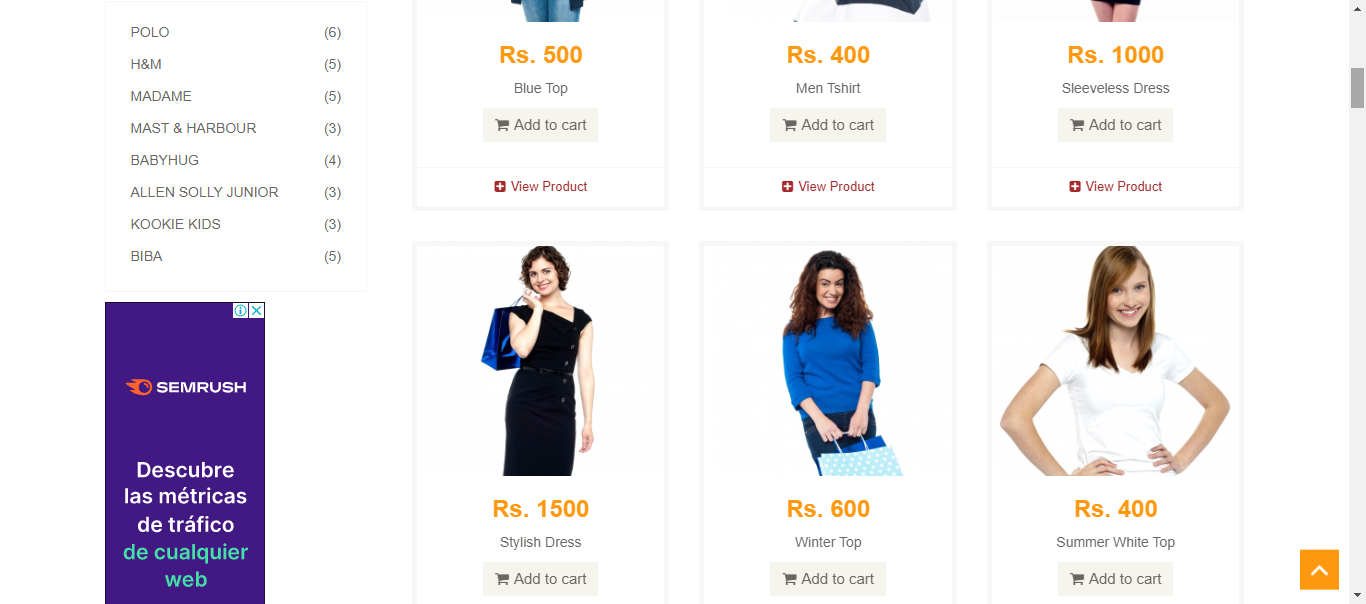 POLO (6)
H&M (5)
MADAME (5)
MAST & HARBOUR (3)
BABYHUG (4)
ALLEN SOLLY JUNIOR (3)
KOOKIE KIDS (3)
BIBA (5)
SEMRUSH
Descubre
las métricas
de tráfico
de cualquier
web
Rs. 500
Blue Top
Add to cart
View Product
Rs. 400
Men Tshirt
Add to cart
View Product
Rs. 1000
Sleeveless Dress
Add to cart
View Product
Rs. 1500
Stylish Dress
Add to cart
Rs. 600
Winter Top
Add to cart
Rs. 400
Summer White Top
Add to cart